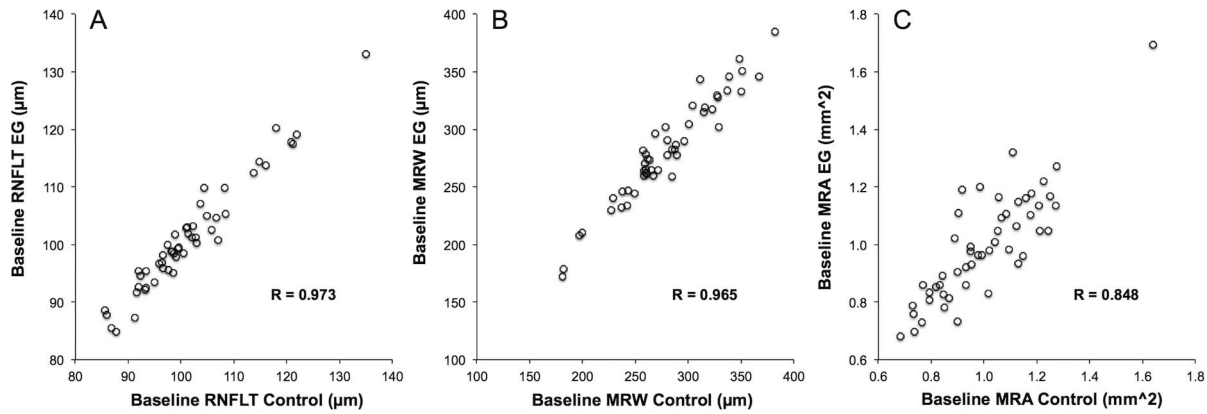 A
Baseline RNFLT EG (µm)
140
130
120
110
100
90
80
80 90 100 110 120 130 140
R = 0.973
Baseline RNFLT Control (µm)
B
Baseline MRW EG (µm)
400
350
300
250
200
150
100
100 200 250 300 350 400
R = 0.965
Baseline MRW Control (µm)
C
Baseline MRA EG (mm^2)
1.8
1.6
1.4
1.2
1.0
0.8
0.6
0.6 0.8 1.0 1.2 1.4 1.6 1.8
R = 0.848
Baseline MRA Control (mm^2)